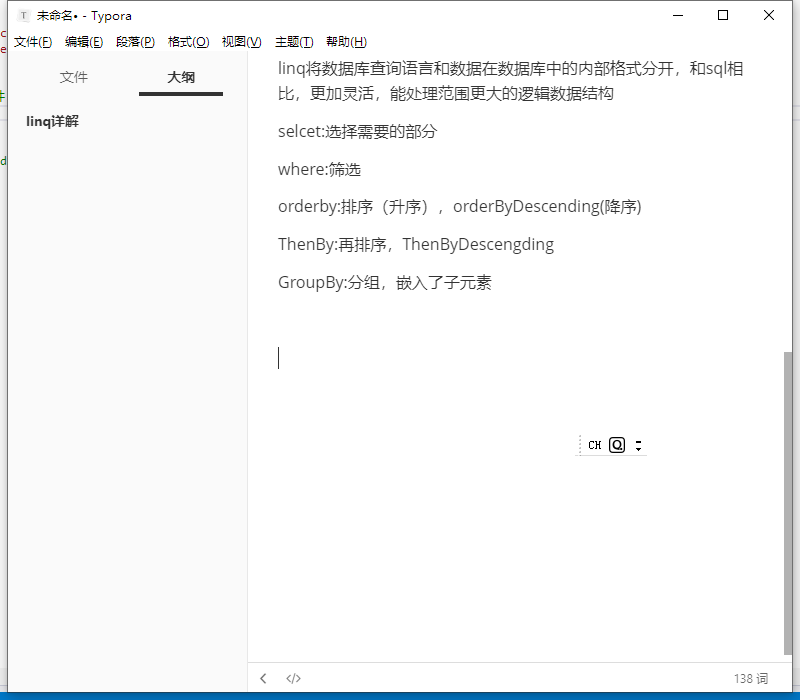 未命名• - Typora
文件(F) 编辑(E) 段落(P) 格式(O) 视图(V) 主题(T) 帮助(H)
文件 大纲
linq详解
linq将数据库查询语言和数据在数据库中的内部格式分开，和sql相
比，更加灵活，能处理范围更大的逻辑数据结构
selcet:选择需要的部分
where:筛选
orderby:排序（升序），orderByDescending(降序)
ThenBy:再排序，ThenByDescengding
GroupBy:分组，嵌入了子元素
CH
138 词